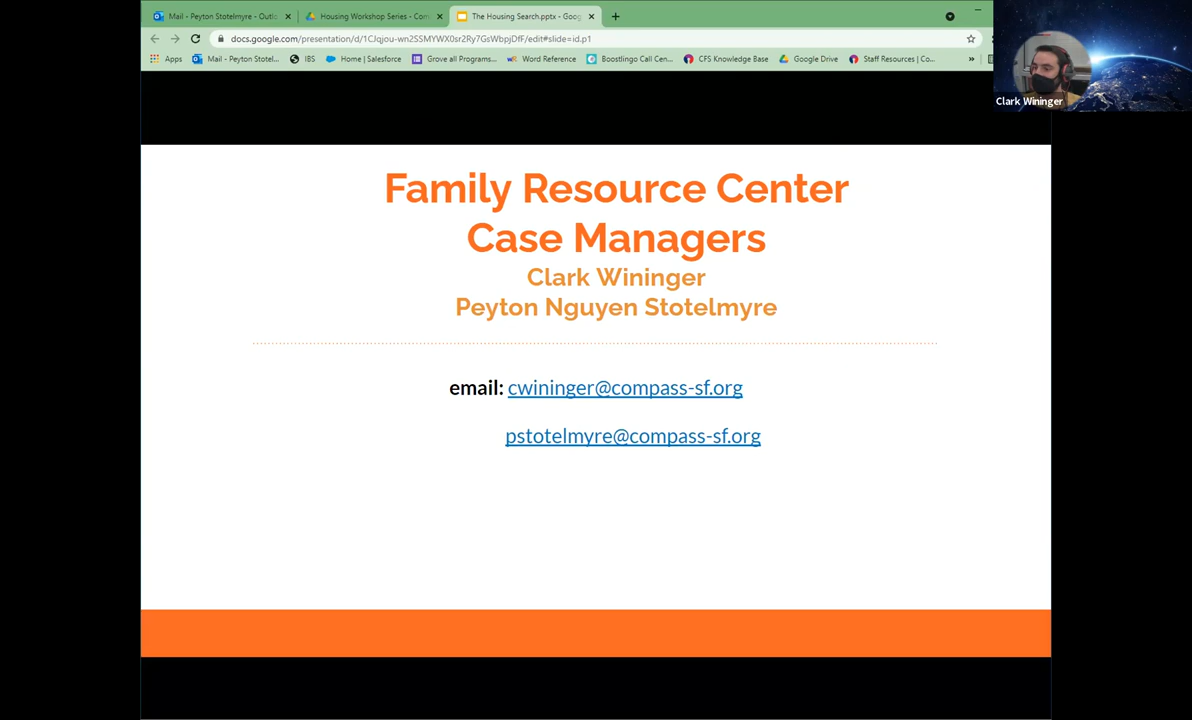 Mail - Peyton Stotelmyre - Outlo
Housing Workshop Series - Com
The Housing Search.pptx - Goog
docs.google.com/presentation/d/1CJqjou-wn2SSMYWX0sr2Ry7GsWbpjDfF/edit#slide=id.p1
Apps
Mail - Peyton Stotel...
IBS
Home | Salesforce
Grove all Programs...
Word Reference
Boostlingo Call Cen...
CFS Knowledge Base
Google Drive
Staff Resources | Co...
Clark Wininger
Family Resource Center
Case Managers
Clark Wininger
Peyton Nguyen Stotelmyre
email: cwininger@compass-sf.org
pstotelmyre@compass-sf.org